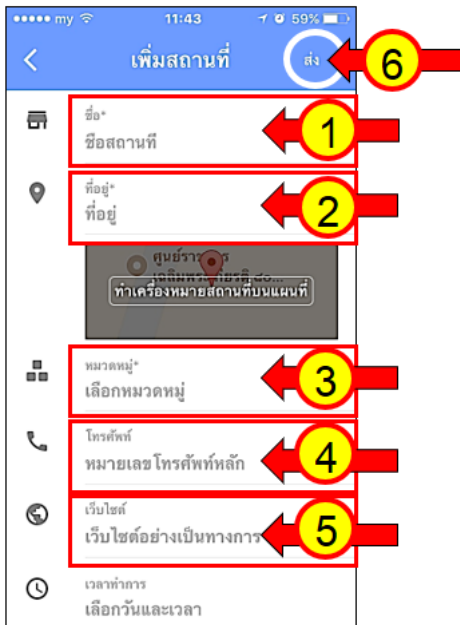 my 11:43 59%
เพิ่มสถานที่
ส่ง
6
ชื่อ*
ชื่อสถานที่
1
ที่อยู่*
ที่อยู่
2
ทำเครื่องหมายสถานที่บนแผนที่
หมวดหมู่*
เลือกหมวดหมู่
3
โทรศัพท์
หมายเลขโทรศัพท์หลัก
4
เว็บไซต์
เว็บไซต์อย่างเป็นทางการ
5
เวลาทำการ
เลือกวันและเวลา